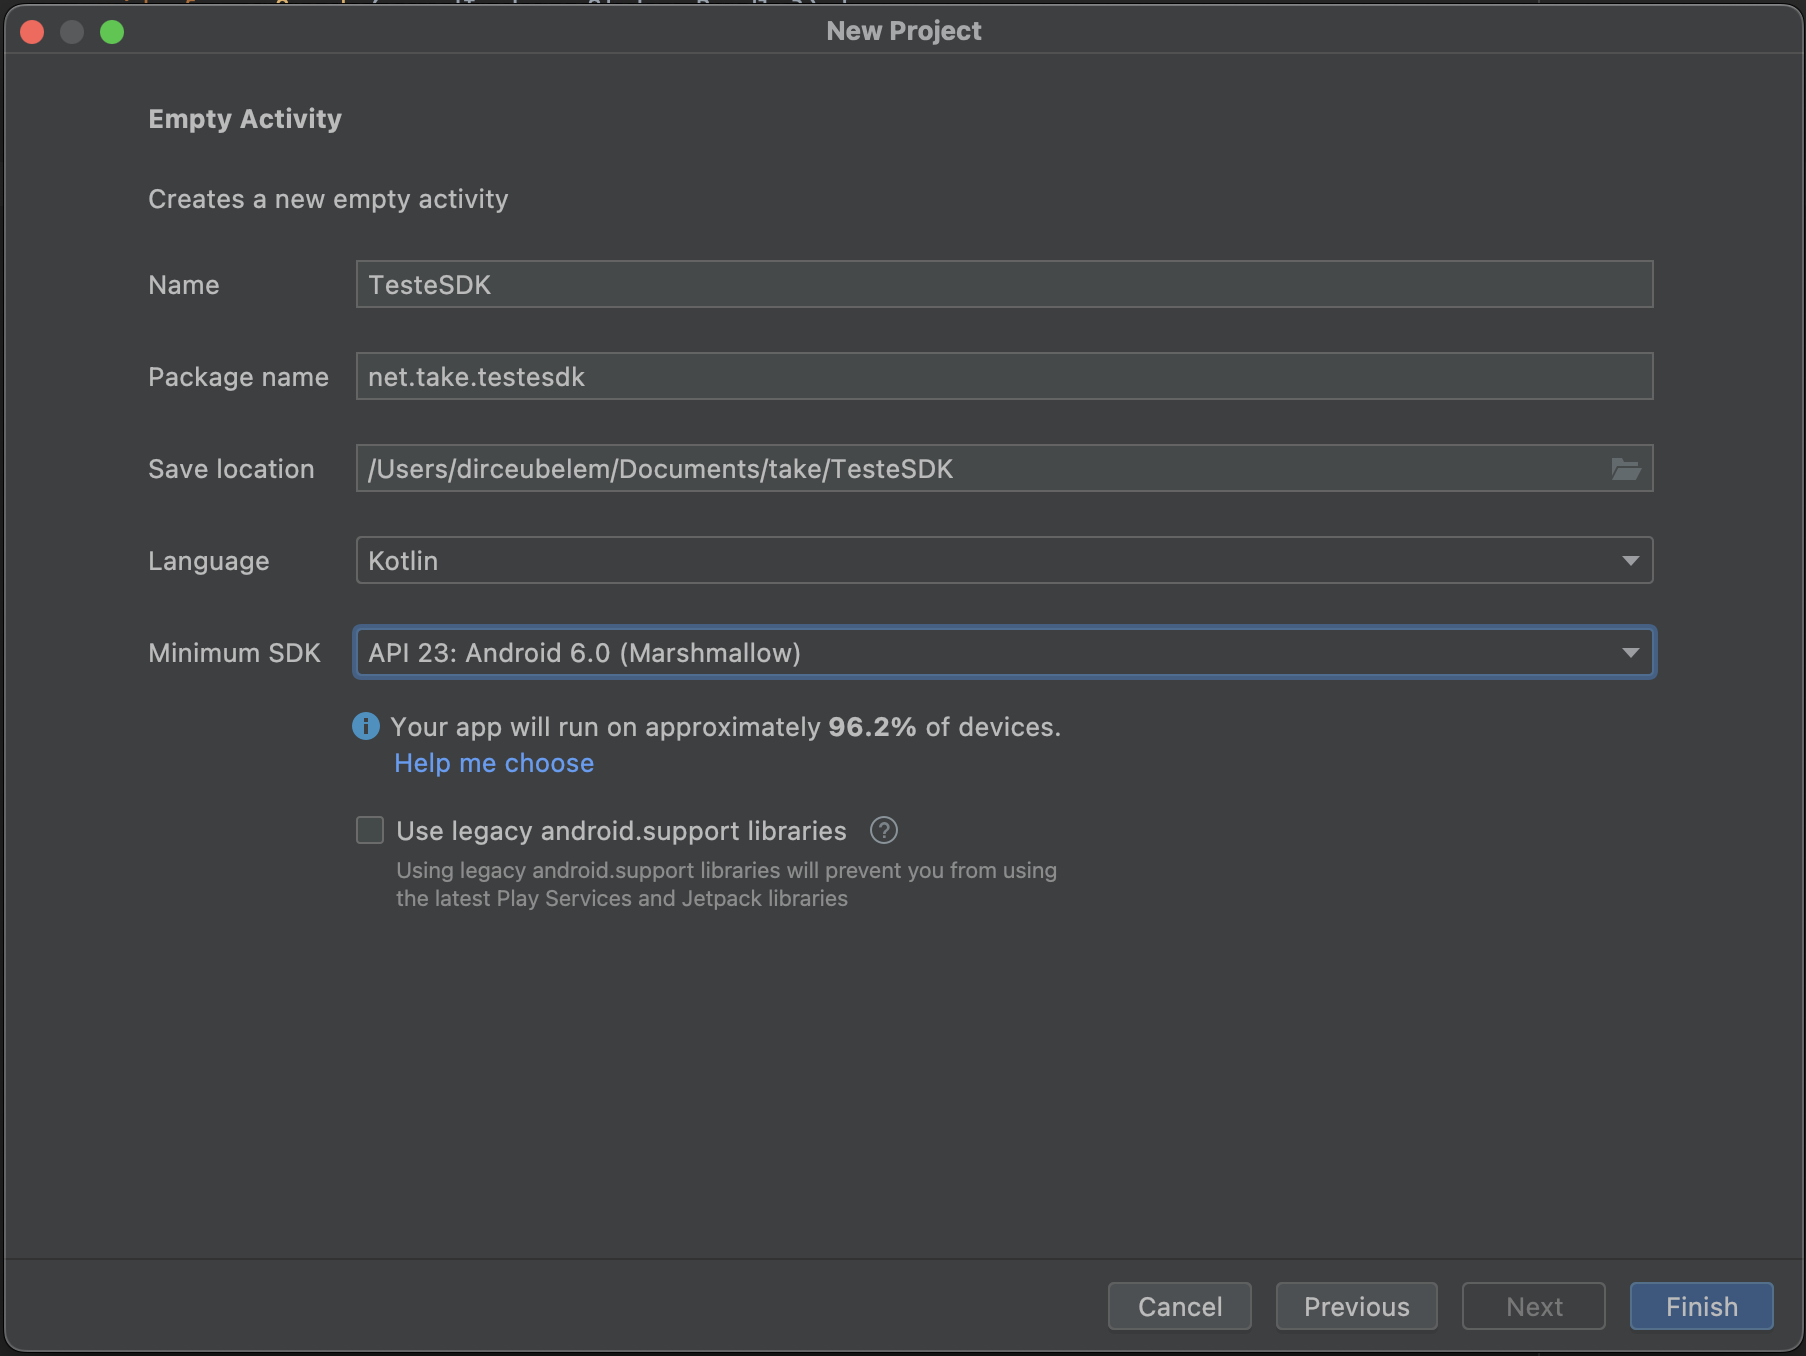 New Project
Empty Activity
Creates a new empty activity
Name
TesteSDK
Package name
net.take.testesdk
Save location
/Users/dirceubelem/Documents/take/TesteSDK
Language
Kotlin
Minimum SDK
API 23: Android 6.0 (Marshmallow)
Your app will run on approximately 96.2% of devices.
Help me choose
Use legacy android.support libraries
Using legacy android.support libraries will prevent you from using
the latest Play Services and Jetpack libraries
Cancel
Previous
Next
Finish